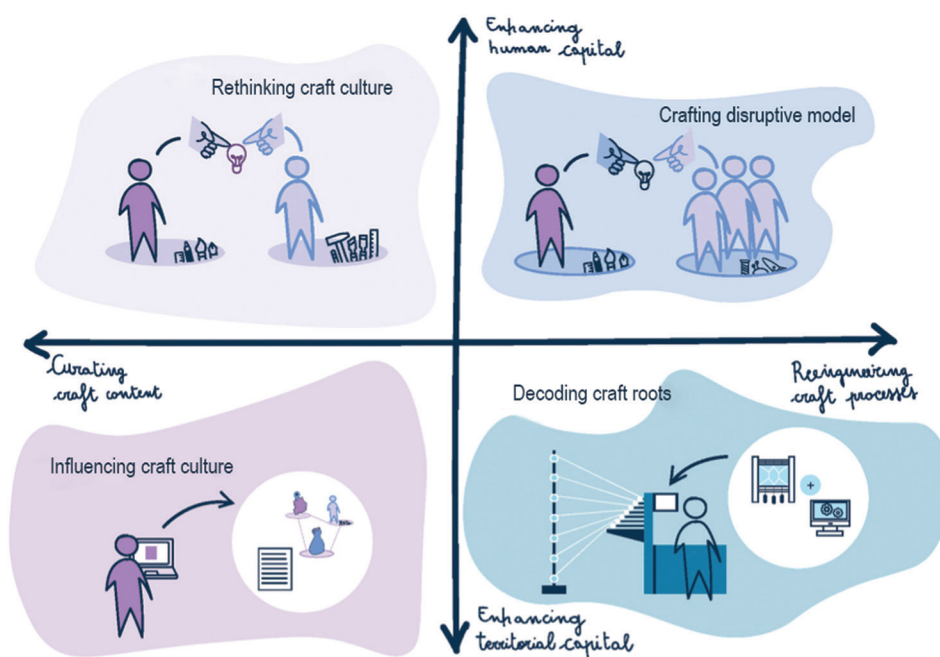 Enhancing
human capital
Rethinking craft culture
Crafting disruptive model
Curating
craft content
Reeingineering
craft processes
Decoding craft roots
Influencing craft culture
+
Enhancing
territorial capital